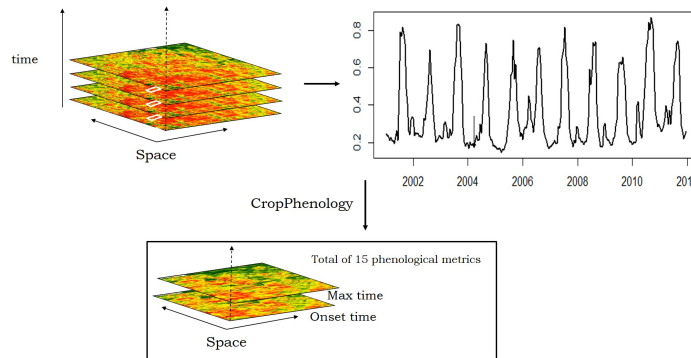 time
Space
0.8
0.6
0.4
0.2
2002
2004
2006
2008
2010
201
CropPhenology
Total of 15 phenological metrics
Max time
Onset time
Space